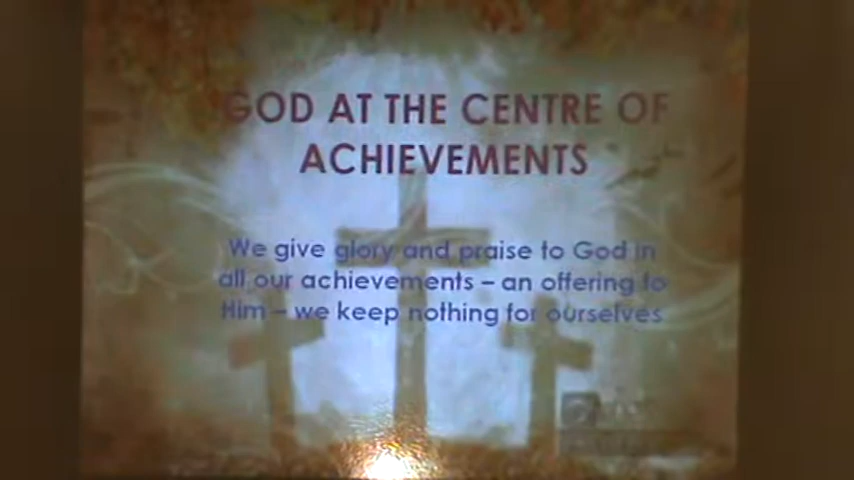 GOD AT THE CENTRE OF
ACHIEVEMENTS
We give glory and praise to God in
all our achievements – an offering to
Him – we keep nothing for ourselves